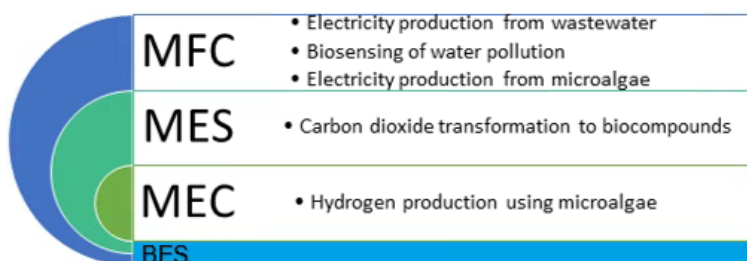 MFC
• Electricity production from wastewater
• Biosensing of water pollution
• Electricity production from microalgae
MES
• Carbon dioxide transformation to biocompounds
MEC
• Hydrogen production using microalgae
BES